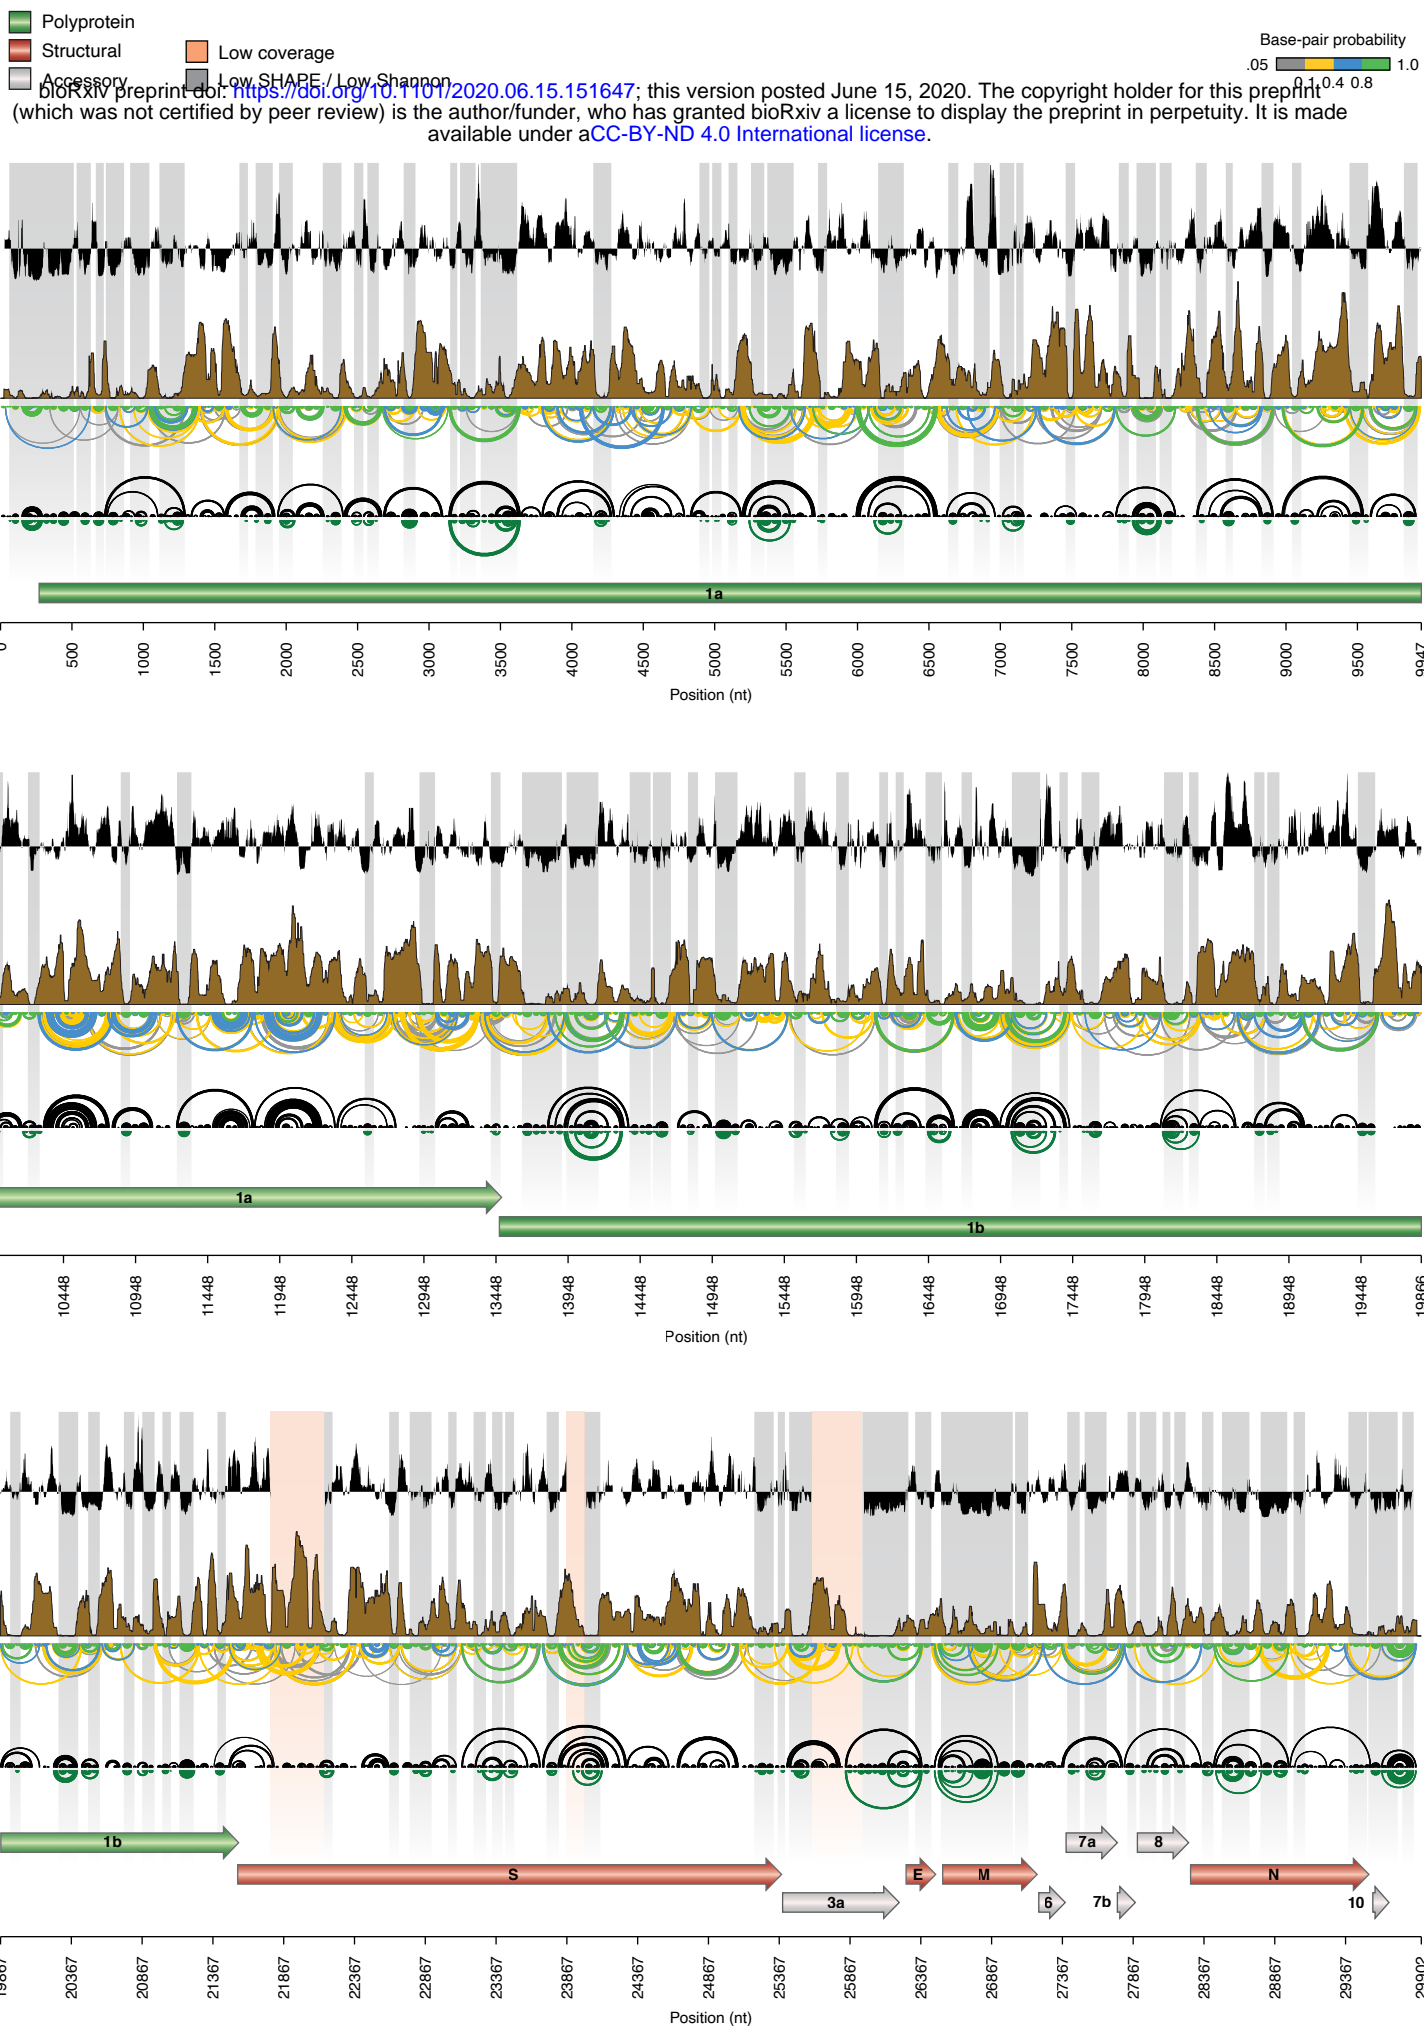 Polyprotein
Structural
Accessory
Low coverage
Low SHAPE / Low Shannon
Base-pair probability
.05 1.0
0.1 0.4 0.8
bioRxiv preprint doi: https://doi.org/10.1101/2020.06.15.151647; this version posted June 15, 2020. The copyright holder for this preprint
(which was not certified by peer review) is the author/funder, who has granted bioRxiv a license to display the preprint in perpetuity. It is made
available under aCC-BY-ND 4.0 International license.
1a
0 500 1000 1500 2000 2500 3000 3500 4000 4500 5000 5500 6000 6500 7000 7500 8000 8500 9000 9500 9947
Position (nt)
1a
1b
10448 10948 11448 11948 12448 12948 13448 13948 14448 14948 15448 15948 16448 16948 17448 17948 18448 18948 19448 19866
Position (nt)
1b 7a 8
S E M N
3a 6 7b 10
19867 20367 20867 21367 21867 22367 22867 23367 23867 24367 24867 25367 25867 26367 26867 27367 27867 28367 28867 29367 29902
Position (nt)